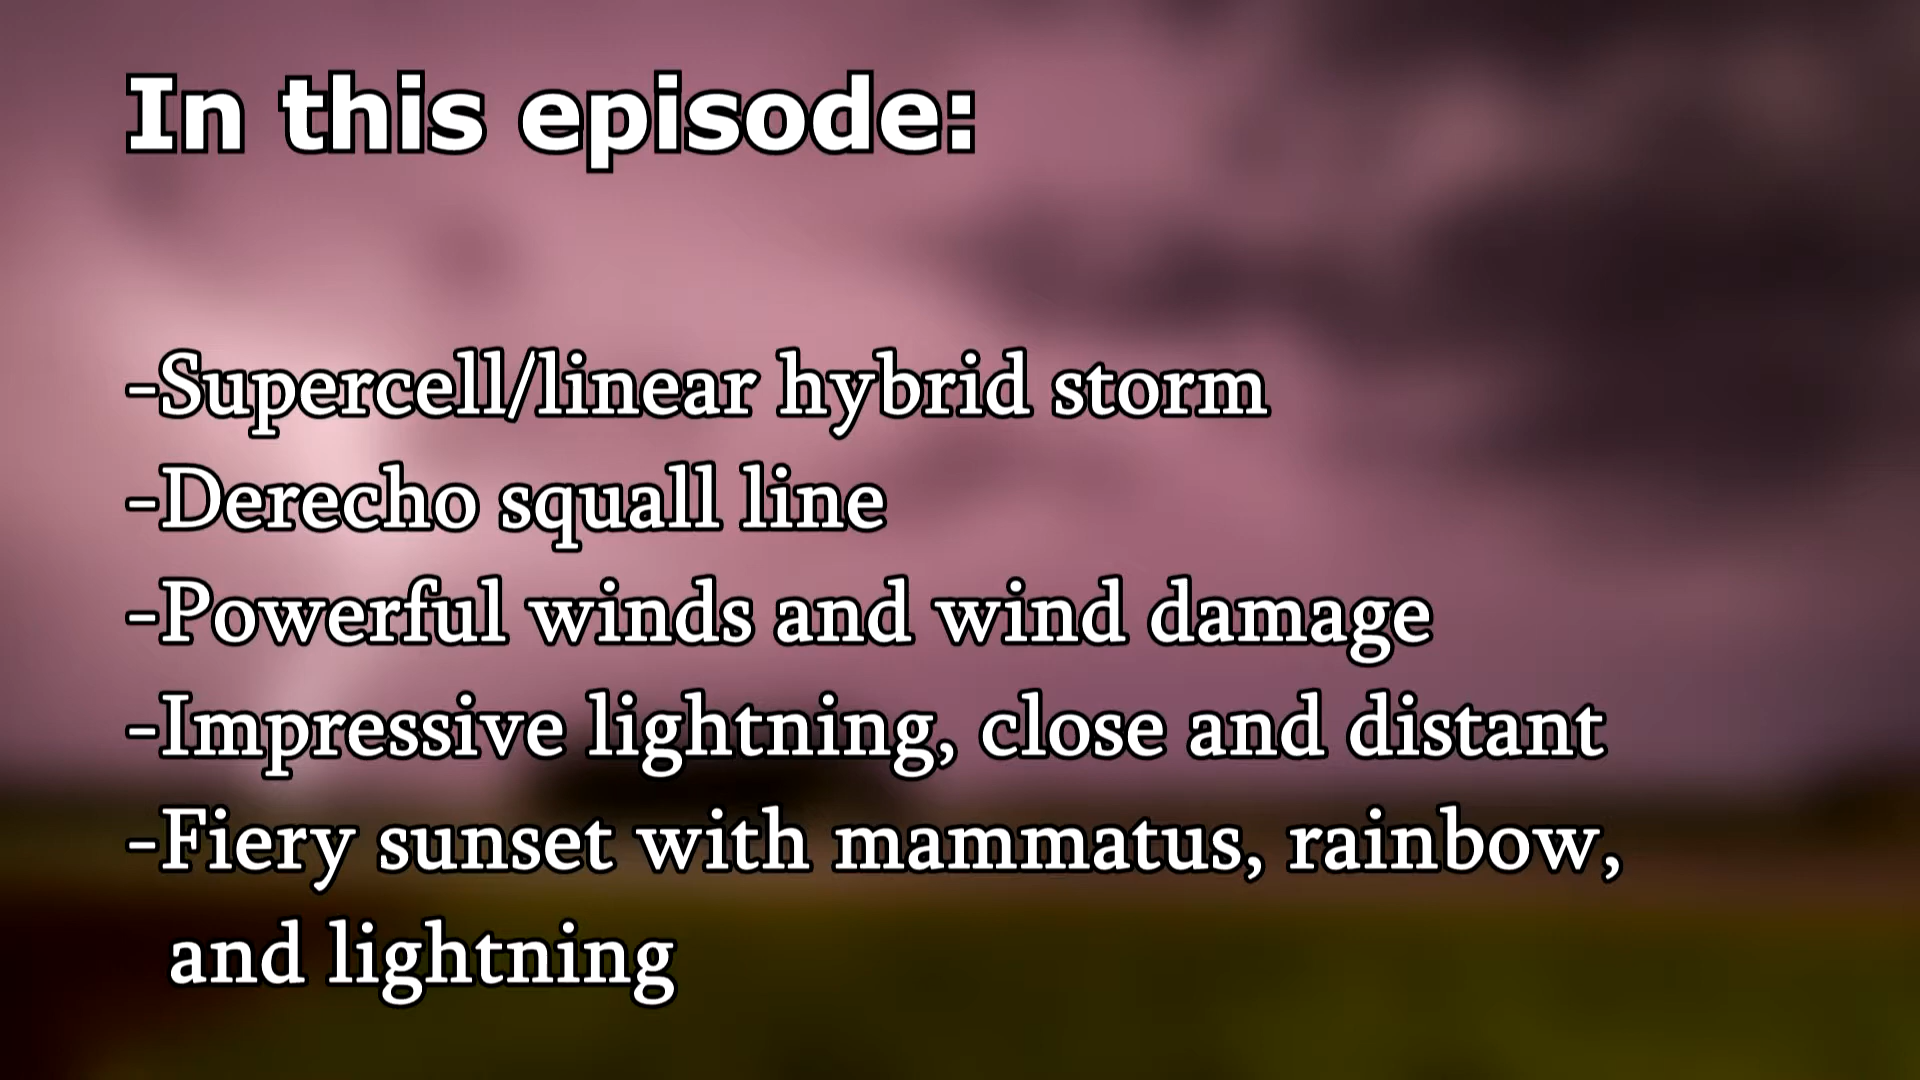 In this episode:
-Supercell/linear hybrid storm
-Derecho squall line
-Powerful winds and wind damage
-Impressive lightning, close and distant
-Fiery sunset with mammatus, rainbow,
and lightning